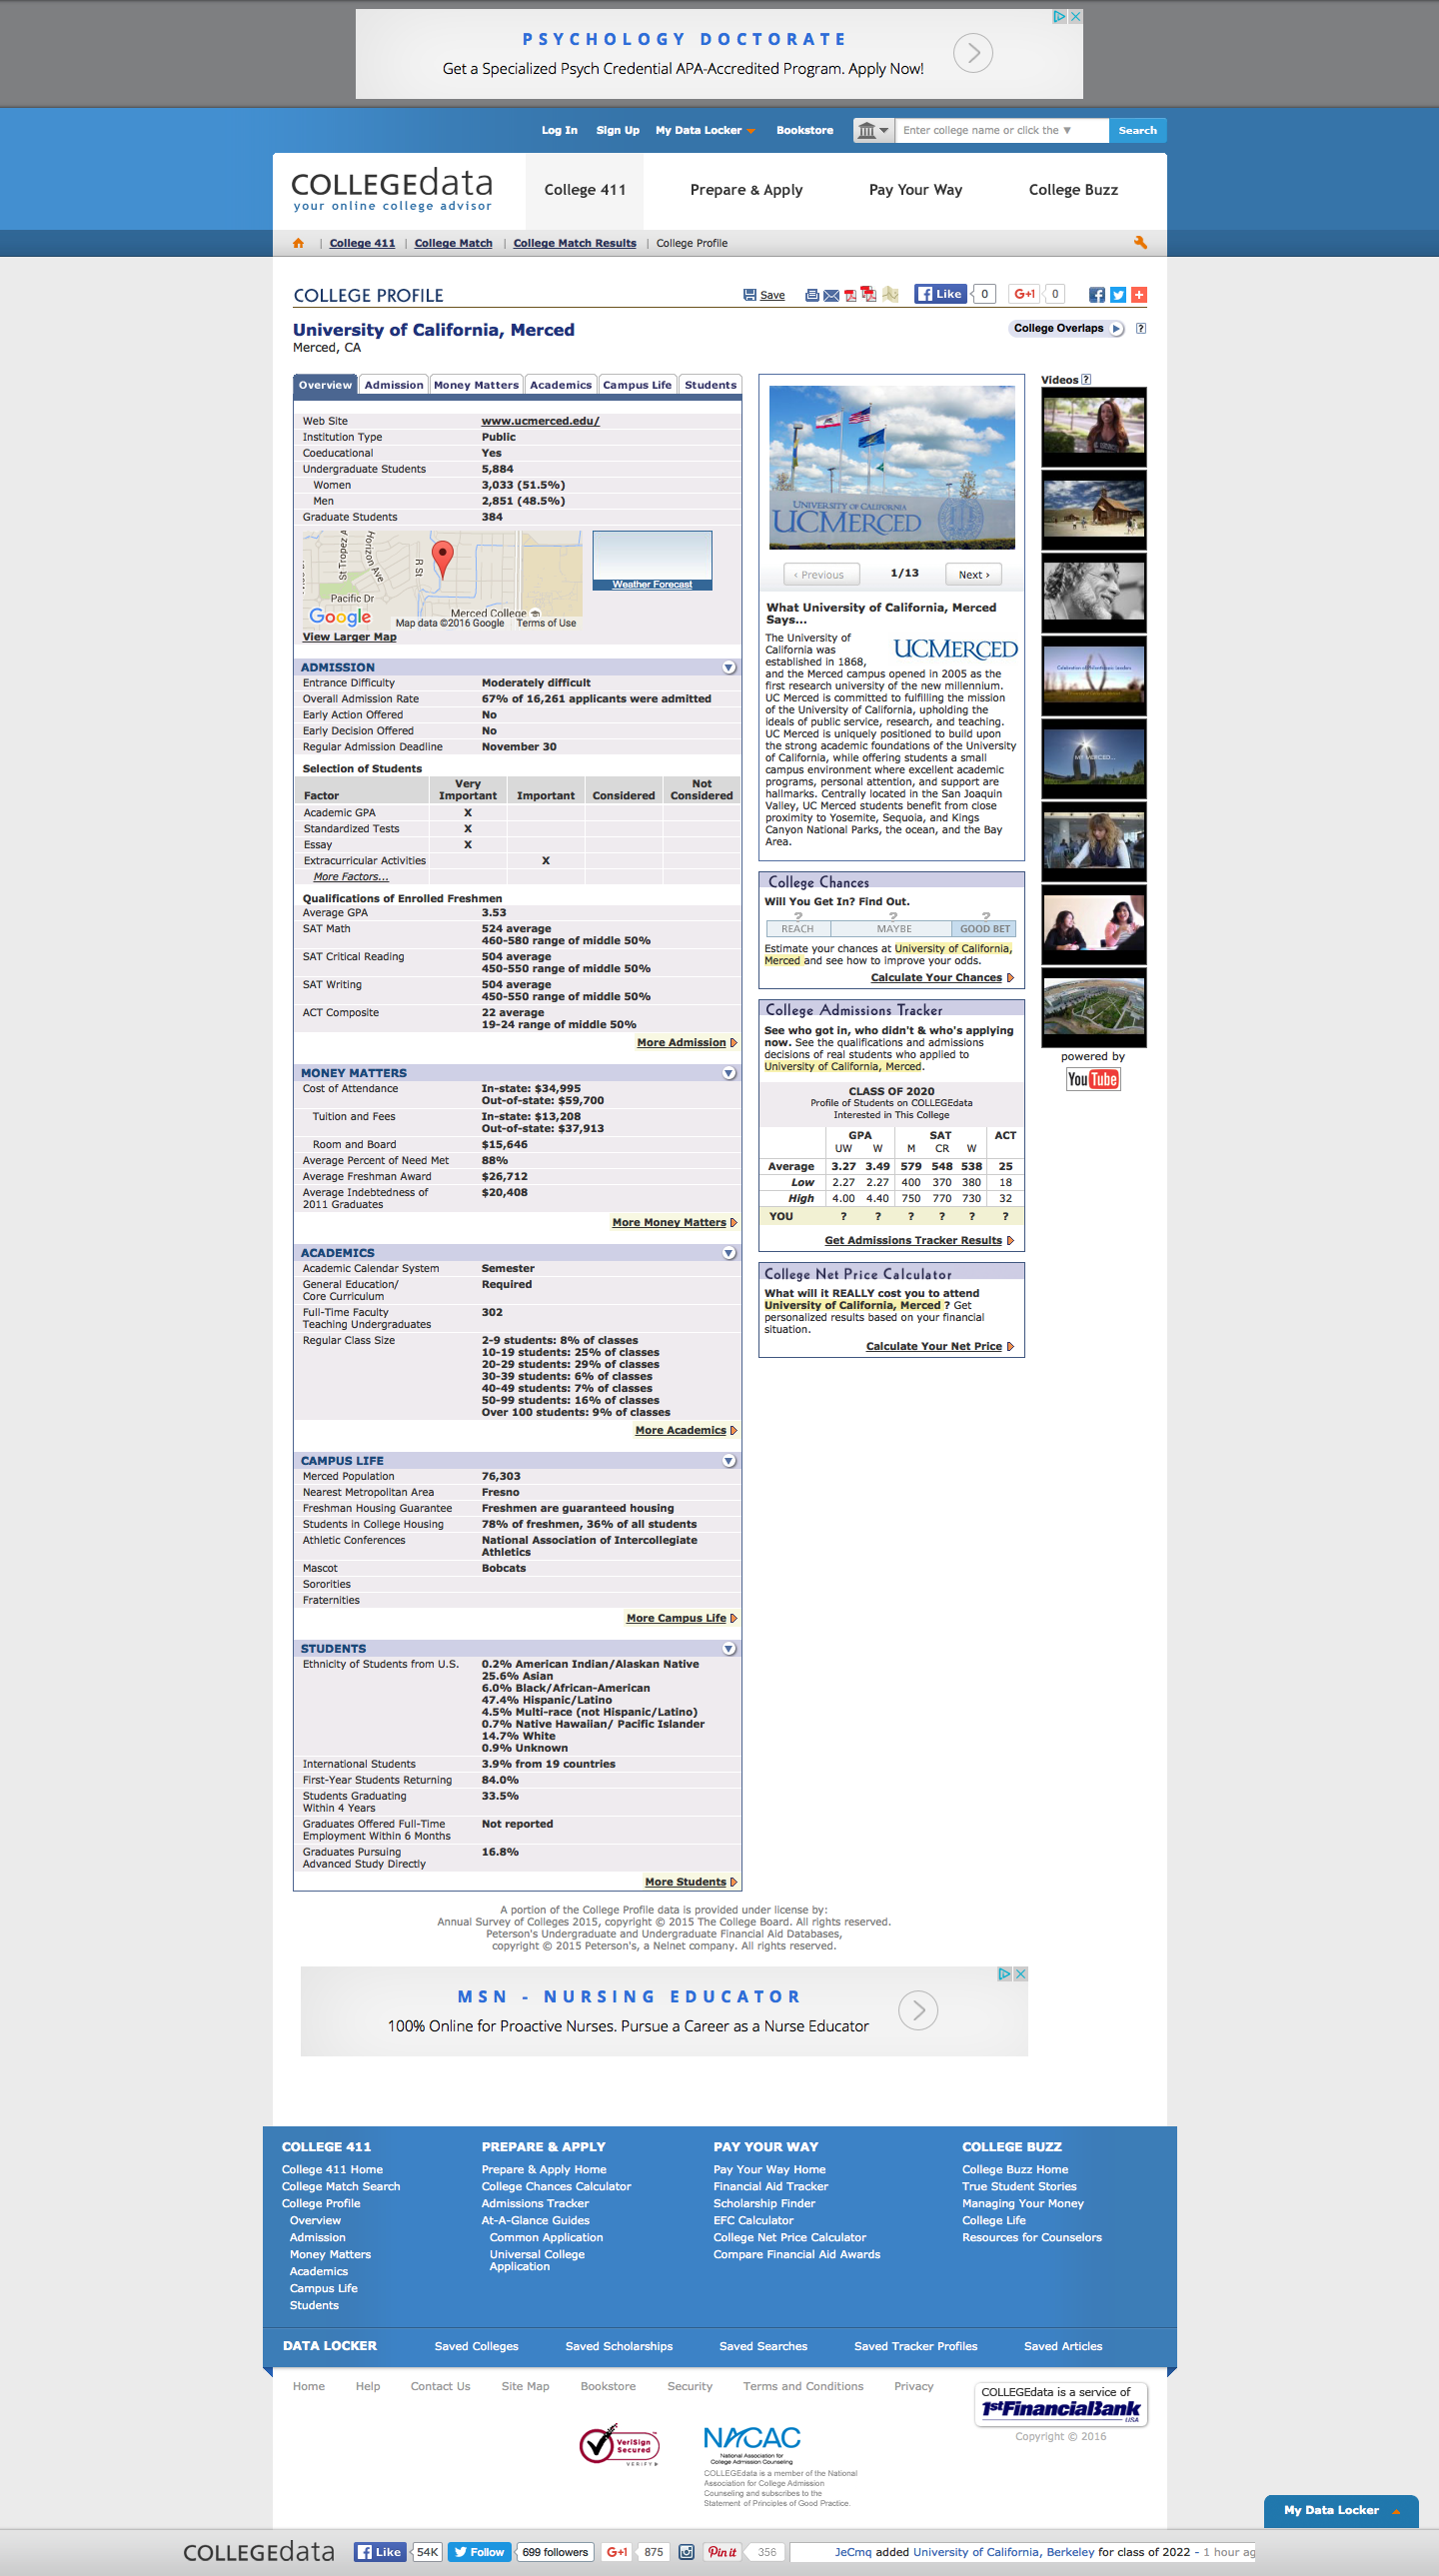 PSYCHOLOGY DOCTORATE
Get a Specialized Psych Credential APA-Accredited Program. Apply Now!
Log In Sign Up My Data Locker Bookstore Enter college name or click the ▼ Search
COLLEGEdata
your online college advisor
College 411 Prepare & Apply Pay Your Way College Buzz
| College 411 | College Match | College Match Results | College Profile
COLLEGE PROFILE
Save Like 0 G+1 0
University of California, Merced
Merced, CA
College Overlaps ?
Overview Admission Money Matters Academics Campus Life Students
Web Site www.ucmerced.edu/
Institution Type Public
Coeducational Yes
Undergraduate Students 5,884
Women 3,033 (51.5%)
Men 2,851 (48.5%)
Graduate Students 384
St Tropez A
Horizon Ave
R St
Pacific Dr
Merced College
Google
Map data ©2016 Google Terms of Use
Weather Forecast
View Larger Map
ADMISSION
Entrance Difficulty Moderately difficult
Overall Admission Rate 67% of 16,261 applicants were admitted
Early Action Offered No
Early Decision Offered No
Regular Admission Deadline November 30
Selection of Students
Factor Very Important Important Considered Not Considered
Academic GPA X
Standardized Tests X
Essay X
Extracurricular Activities X
More Factors...
Qualifications of Enrolled Freshmen
Average GPA 3.53
SAT Math 524 average
460-580 range of middle 50%
SAT Critical Reading 504 average
450-550 range of middle 50%
SAT Writing 504 average
450-550 range of middle 50%
ACT Composite 22 average
19-24 range of middle 50%
More Admission
MONEY MATTERS
Cost of Attendance In-state: $34,995
Out-of-state: $59,700
Tuition and Fees In-state: $13,208
Out-of-state: $37,913
Room and Board $15,646
Average Percent of Need Met 88%
Average Freshman Award $26,712
Average Indebtedness of $20,408
2011 Graduates
More Money Matters
ACADEMICS
Academic Calendar System Semester
General Education/ Required
Core Curriculum
Full-Time Faculty 302
Teaching Undergraduates
Regular Class Size 2-9 students: 8% of classes
10-19 students: 25% of classes
20-29 students: 29% of classes
30-39 students: 6% of classes
40-49 students: 7% of classes
50-99 students: 16% of classes
Over 100 students: 9% of classes
More Academics
CAMPUS LIFE
Merced Population 76,303
Nearest Metropolitan Area Fresno
Freshman Housing Guarantee Freshmen are guaranteed housing
Students in College Housing 78% of freshmen, 36% of all students
Athletic Conferences National Association of Intercollegiate
Athletics
Mascot Bobcats
Sororities
Fraternities
More Campus Life
STUDENTS
Ethnicity of Students from U.S. 0.2% American Indian/Alaskan Native
25.6% Asian
6.0% Black/African-American
47.4% Hispanic/Latino
4.5% Multi-race (not Hispanic/Latino)
0.7% Native Hawaiian/ Pacific Islander
14.7% White
0.9% Unknown
International Students 3.9% from 19 countries
First-Year Students Returning 84.0%
Students Graduating 33.5%
Within 4 Years
Graduates Offered Full-Time Not reported
Employment Within 6 Months
Graduates Pursuing 16.8%
Advanced Study Directly
More Students
UNIVERSITY OF CALIFORNIA
UCMERCED
‹ Previous 1/13 Next ›
What University of California, Merced
Says...
UCMERCED
The University of
California was
established in 1868,
and the Merced campus opened in 2005 as the
first research university of the new millennium.
UC Merced is committed to fulfilling the mission
of the University of California, upholding the
ideals of public service, research, and teaching.
UC Merced is uniquely positioned to build upon
the strong academic foundations of the University
of California, while offering students a small
campus environment where excellent academic
programs, personal attention, and support are
hallmarks. Centrally located in the San Joaquin
Valley, UC Merced students benefit from close
proximity to Yosemite, Sequoia, and Kings
Canyon National Parks, the ocean, and the Bay
Area.
College Chances
Will You Get In? Find Out.
? ? ?
REACH MAYBE GOOD BET
Estimate your chances at University of California,
Merced and see how to improve your odds.
Calculate Your Chances
College Admissions Tracker
See who got in, who didn't & who's applying
now. See the qualifications and admissions
decisions of real students who applied to
University of California, Merced.
CLASS OF 2020
Profile of Students on COLLEGEdata
Interested in This College
GPA SAT ACT
UW W M CR W
Average 3.27 3.49 579 548 538 25
Low 2.27 2.27 400 370 380 18
High 4.00 4.40 750 770 730 32
YOU ? ? ? ? ? ?
Get Admissions Tracker Results
College Net Price Calculator
What will it REALLY cost you to attend
University of California, Merced ? Get
personalized results based on your financial
situation.
Calculate Your Net Price
Videos ?
MY MERCED...
powered by
YouTube
A portion of the College Profile data is provided under license by:
Annual Survey of Colleges 2015, copyright © 2015 The College Board. All rights reserved.
Peterson's Undergraduate and Undergraduate Financial Aid Databases,
copyright © 2015 Peterson's, a Nelnet company. All rights reserved.
MSN - NURSING EDUCATOR
100% Online for Proactive Nurses. Pursue a Career as a Nurse Educator
COLLEGE 411
College 411 Home
College Match Search
College Profile
Overview
Admission
Money Matters
Academics
Campus Life
Students
PREPARE & APPLY
Prepare & Apply Home
College Chances Calculator
Admissions Tracker
At-A-Glance Guides
Common Application
Universal College
Application
PAY YOUR WAY
Pay Your Way Home
Financial Aid Tracker
Scholarship Finder
EFC Calculator
College Net Price Calculator
Compare Financial Aid Awards
COLLEGE BUZZ
College Buzz Home
True Student Stories
Managing Your Money
College Life
Resources for Counselors
DATA LOCKER Saved Colleges Saved Scholarships Saved Searches Saved Tracker Profiles Saved Articles
Home Help Contact Us Site Map Bookstore Security Terms and Conditions Privacy
COLLEGEdata is a service of
1stFinancialBank
USA
Copyright © 2016
VeriSign
Secured
VERIFY
NACAC
National Association for
College Admission Counseling
COLLEGEdata is a member of the National
Association for College Admission
Counseling and subscribes to the
Statement of Principles of Good Practice.
My Data Locker
COLLEGEdata Like 54K Follow 699 followers G+1 875 Pin it 356 JeCmq added University of California, Berkeley for class of 2022 - 1 hour ag